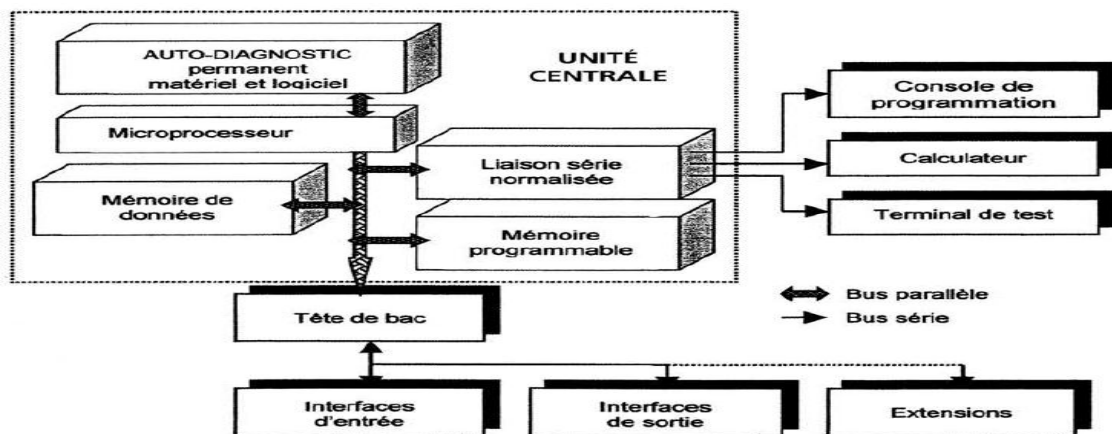 AUTO-DIAGNOSTIC
permanent
matériel et logiciel
UNITÉ
CENTRALE
Console de
programmation
Microprocesseur
Liaison série
normalisée
Calculateur
Mémoire de
données
Terminal de test
Mémoire
programmable
Tête de bac
Bus parallèle
Bus série
Interfaces
d'entrée
Interfaces
de sortie
Extensions